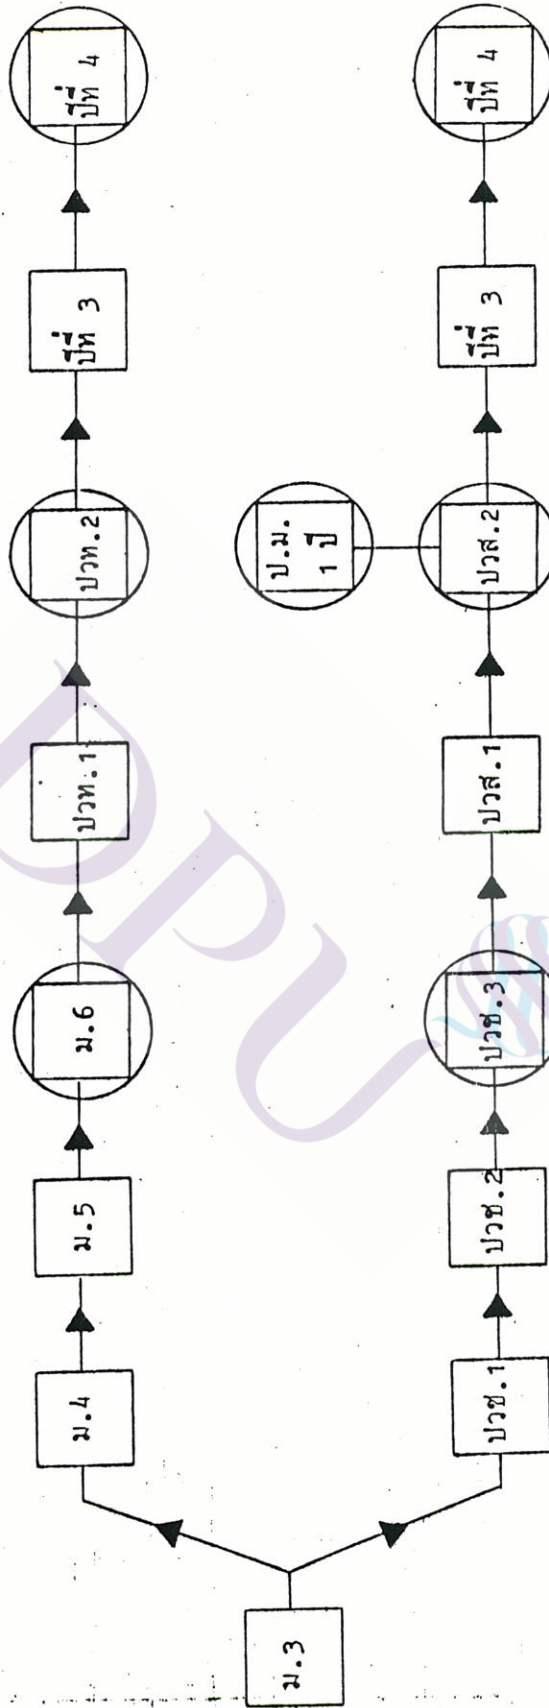 ม.3
ม.4
ม.5
ม.6
ปวท.1
ปวท.2
ปีที่ 3
ปีที่ 4
ปวช.1
ปวช.2
ปวช.3
ปวส.1
ปวส.2
ป.ม.
1 ปี
ปีที่ 3
ปีที่ 4
DPU